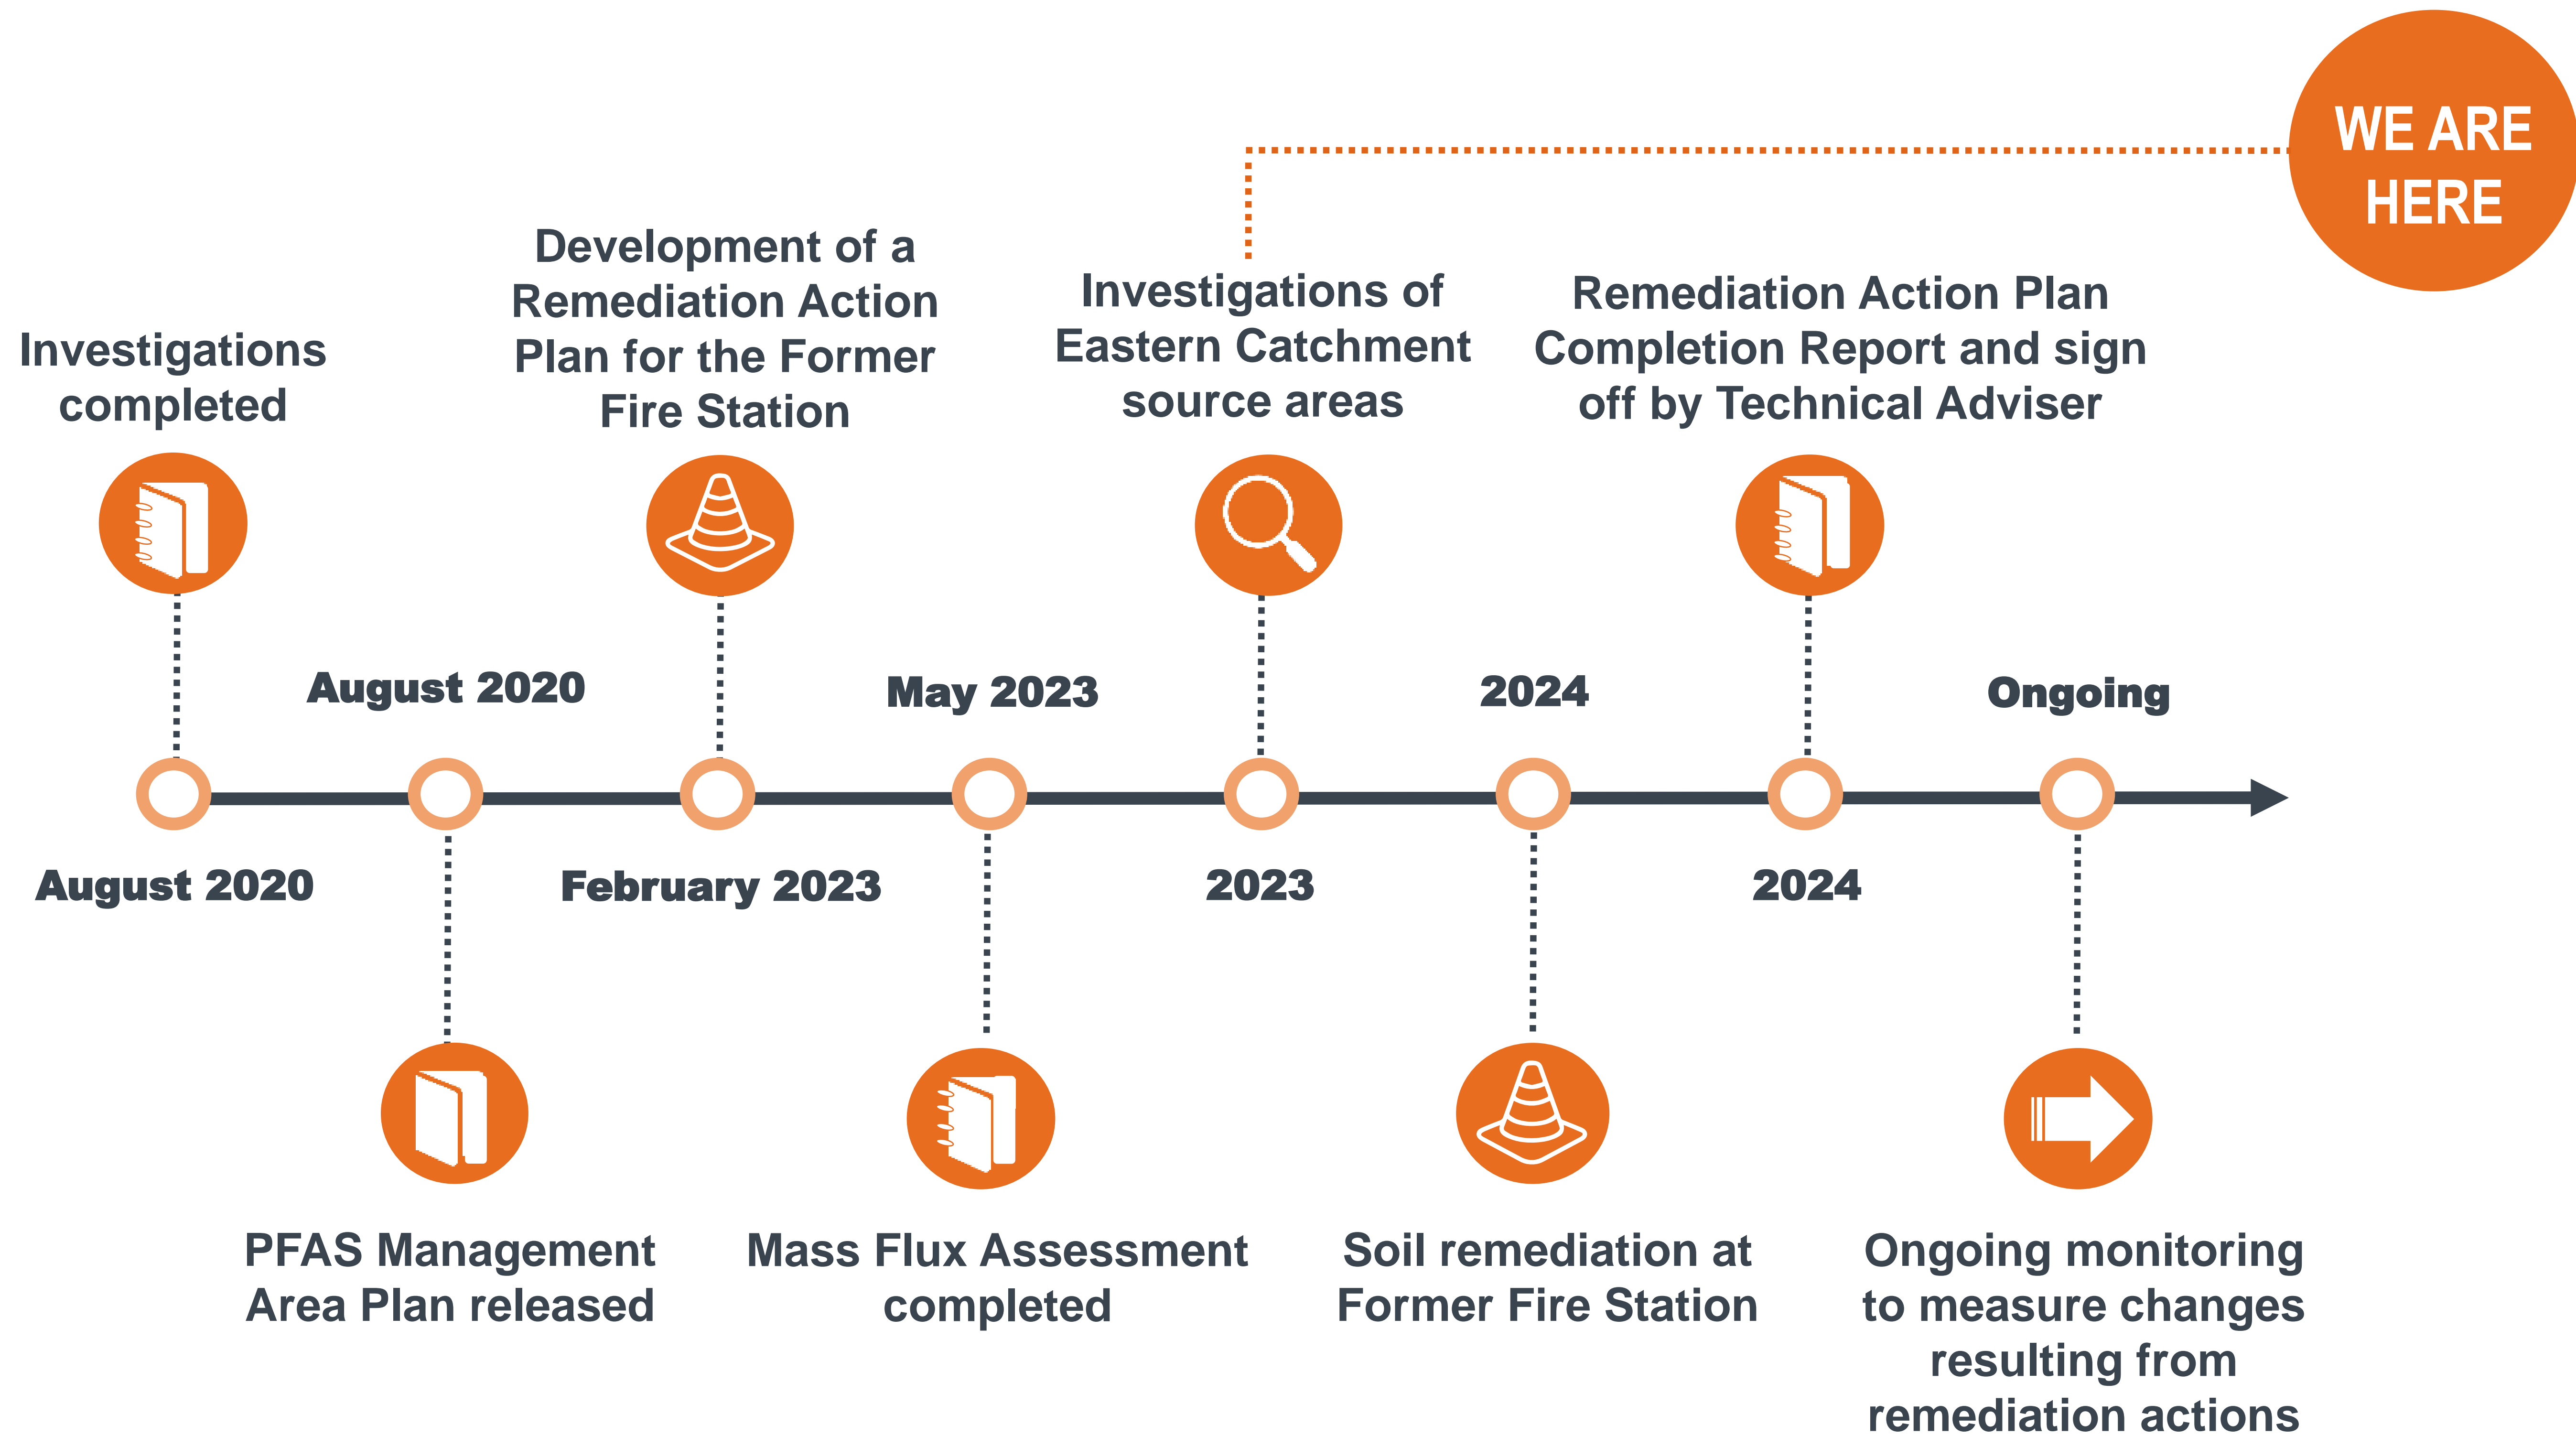 WE ARE
HERE
Investigations
completed
August 2020
August 2020
PFAS Management
Area Plan released
Development of a
Remediation Action
Plan for the Former
Fire Station
February 2023
May 2023
Mass Flux Assessment
completed
Investigations of
Eastern Catchment
source areas
2023
2024
Soil remediation at
Former Fire Station
Remediation Action Plan
Completion Report and sign
off by Technical Adviser
2024
Ongoing
Ongoing monitoring
to measure changes
resulting from
remediation actions